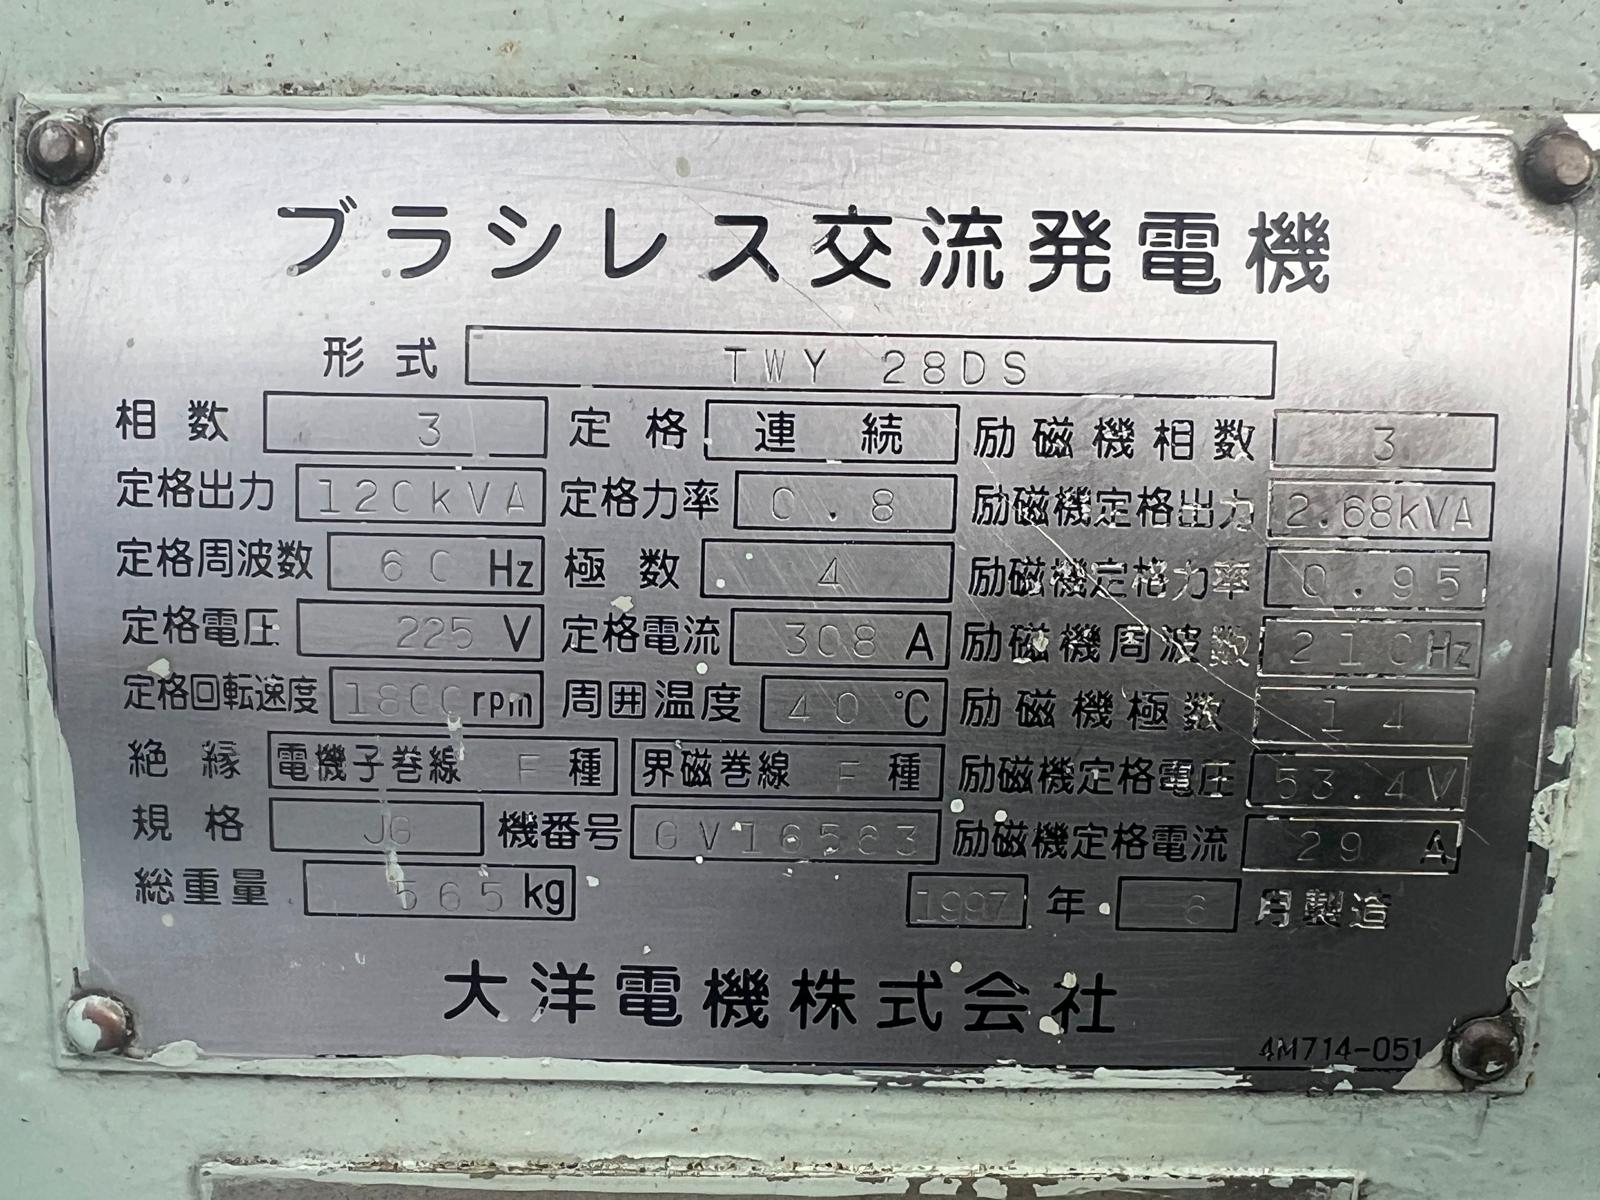 ブラシレス交流発電機
形式 TWY 28DS
相数 3 定格 連続 励磁機相数 3
定格出力 120kVA 定格力率 0.8 励磁機定格出力 2.68kVA
定格周波数 60 Hz 極数 4 励磁機定格力率 0.95
定格電圧 225 V 定格電流 308 A 励磁機周波数 210Hz
定格回転速度 1800rpm 周囲温度 40℃ 励磁機極数 14
絶縁 電機子巻線 F 種 界磁巻線 F 種 励磁機定格電圧 53.4V
規格 JG 機番号 励磁機定格電流 29 A
総重量 565kg 1997年 6月製造
大洋電機株式会社
4M714-051